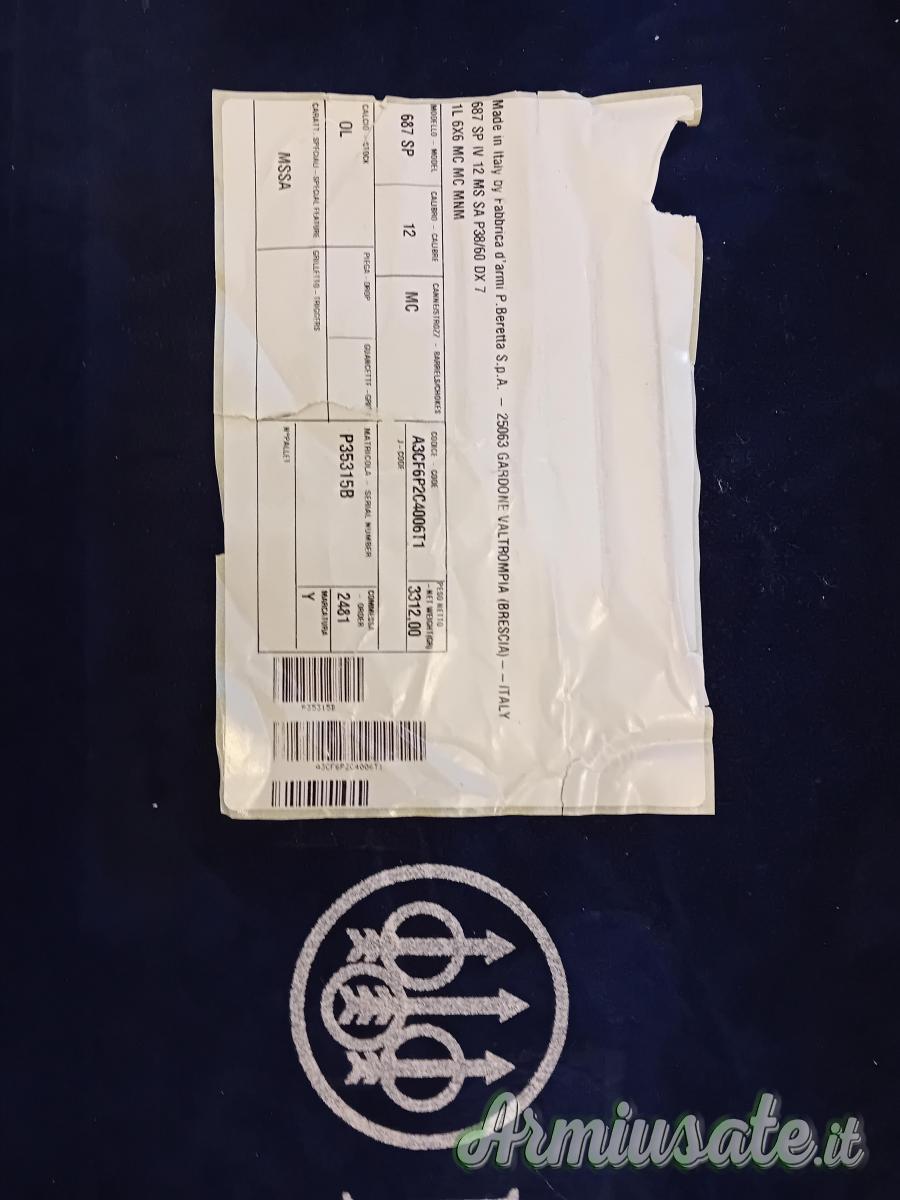 Made in Italy by Fabbrica d'armi P.Beretta S.p.A. - 25063 GARDONE VALTROMPIA (BRESCIA) - - ITALY
687 SP IV 12 MS SA P38/60 DX 7
1L 6X6 MC MC MNM
MODELLO - MODEL
687 SP
CALIBRO - CALIBRE
12
CANNE/STROZZ - BARRELS/CHOKES
MC
CODICE CODE
A3CF6P2C4006T1
J - CODE
PESO NETTO
- NET WEIGHT(GR)
3312.00
CALCIO - STOCK
OL
PIEGA - DROP
GUANCETTE - GRIP
MATRICOLA - SERIAL NUMBER
P35315B
COMMESSA
- ORDER
2481
CARATT. SPECIALI - SPECIAL FEATURE
MSSA
GRILLETTO - TRIGGERS
N°PALLET
MARCATURA
Y
P35315B
A3CF6P2C4006T1
Armiusate.it